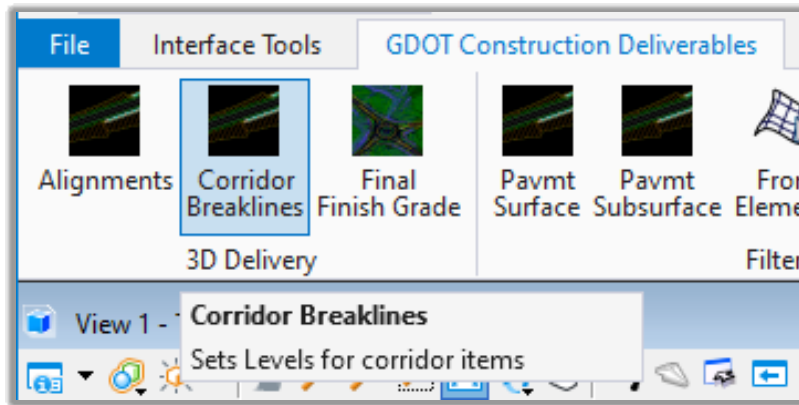 File Interface Tools GDOT Construction Deliverables
Alignments Corridor Final Pavmt Pavmt
Breaklines Finish Grade Surface Subsurface
3D Delivery
Corridor Breaklines
View 1 -
Sets Levels for corridor items